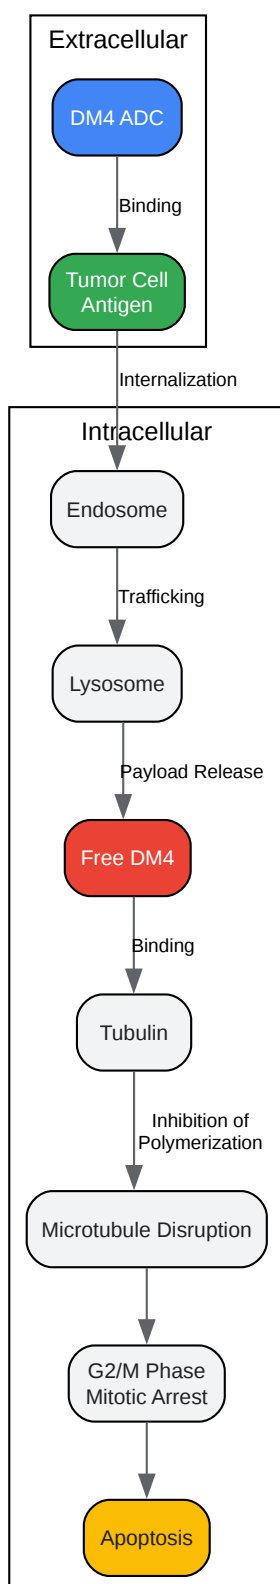 Extracellular
DM4 ADC
Binding
Tumor Cell
Antigen
Internalization
Intracellular
Endosome
Trafficking
Lysosome
Payload Release
Free DM4
Binding
Tubulin
Inhibition of
Polymerization
Microtubule Disruption
G2/M Phase
Mitotic Arrest
Apoptosis